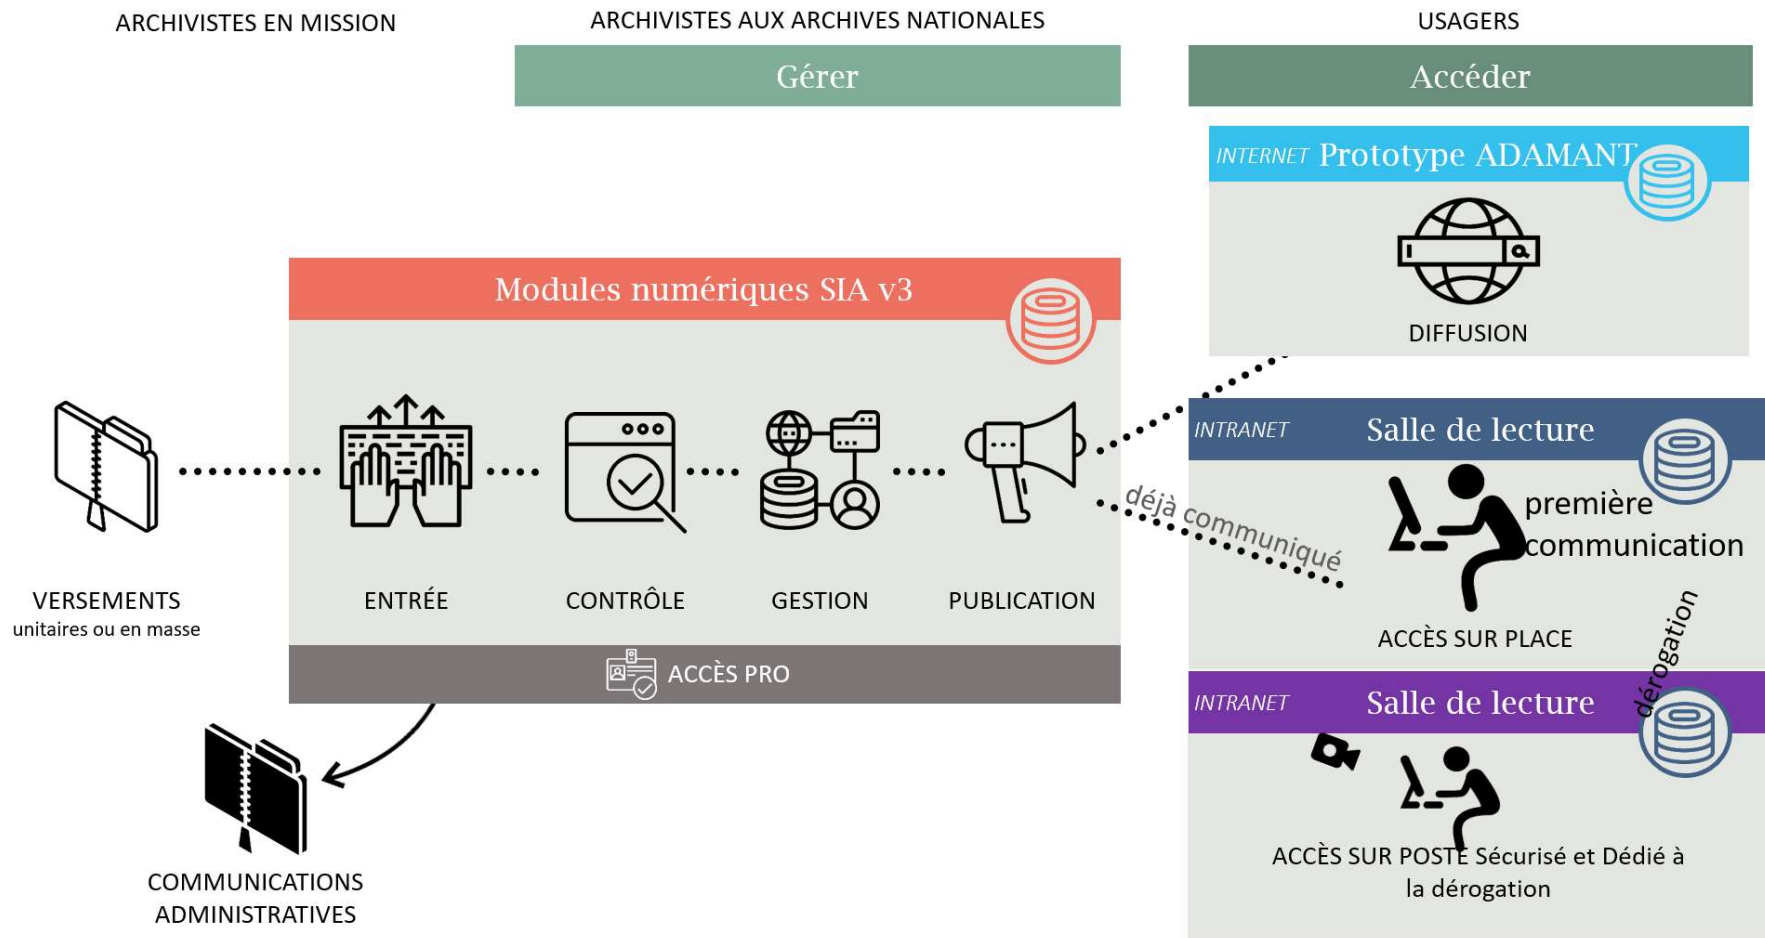 ARCHIVISTES EN MISSION
ARCHIVISTES AUX ARCHIVES NATIONALES
USAGERS
Gérer
Accéder
INTERNET Prototype ADAMANT
DIFFUSION
Modules numériques SIA v3
INTRANET Salle de lecture
première
communication
déjà communiqué
VERSEMENTS
unitaires ou en masse
ENTRÉE
CONTRÔLE
GESTION
PUBLICATION
ACCÈS SUR PLACE
dérogation
ACCÈS PRO
INTRANET Salle de lecture
ACCÈS SUR POSTE Sécurisé et Dédié à
la dérogation
COMMUNICATIONS
ADMINISTRATIVES